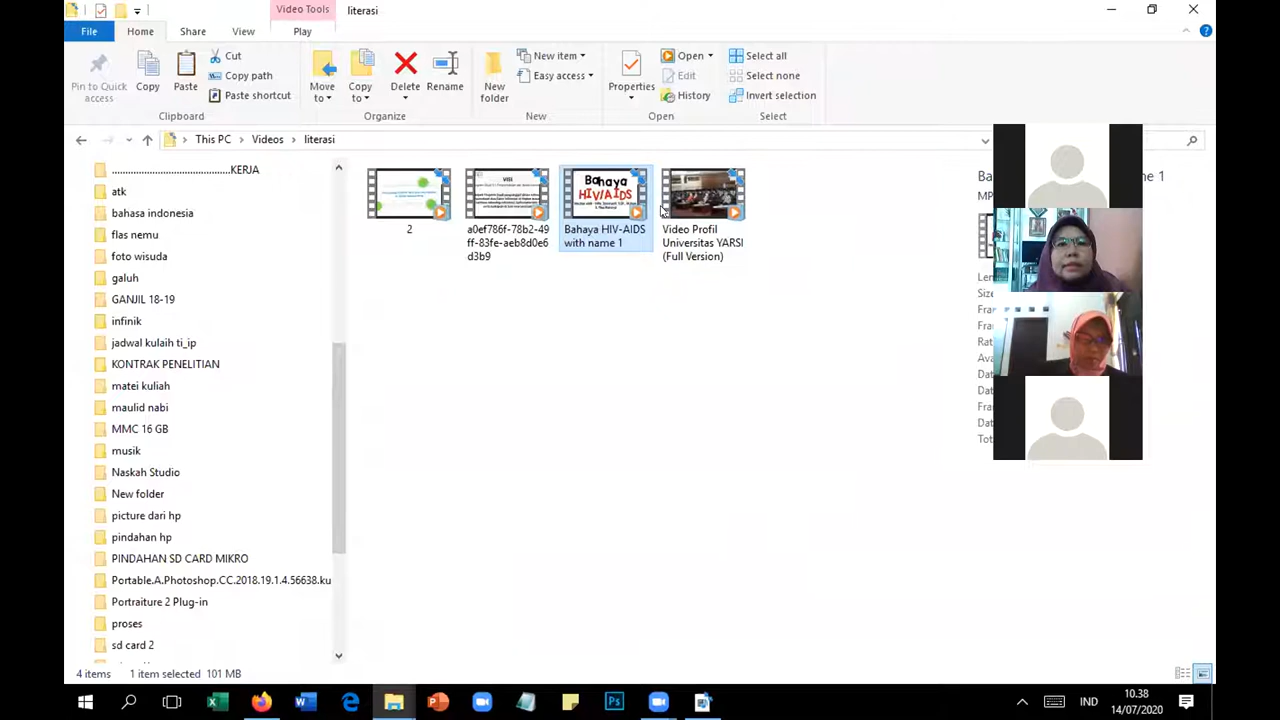 Video Tools
literasi
File
Home
Share
View
Play
Pin to Quick access
Copy
Paste
Cut
Copy path
Paste shortcut
Clipboard
Move to
Copy to
Delete
Rename
Organize
New folder
New item
Easy access
New
Properties
Open
Edit
History
Open
Select all
Select none
Invert selection
Select
This PC
Videos
literasi
..........................................KERJA
atk
bahasa indonesia
flas nemu
foto wisuda
galuh
GANJIL 18-19
infinik
jadwal kulaih ti_ip
KONTRAK PENELITIAN
matei kuliah
maulid nabi
MMC 16 GB
musik
Naskah Studio
New folder
picture dari hp
pindahan hp
PINDAHAN SD CARD MIKRO
Portable.A.Photoshop.CC.2018.19.1.4.56638.ku
Portraiture 2 Plug-in
proses
sd card 2
VISI
Bahaya
HIV/AIDS
2
a0ef786f-78b2-49
ff-83fe-aeb8d0e6
d3b9
Bahaya HIV-AIDS
with name 1
Video Profil
Universitas YARSI
(Full Version)
4 items
1 item selected 101 MB
Ps
IND
10.38
14/07/2020